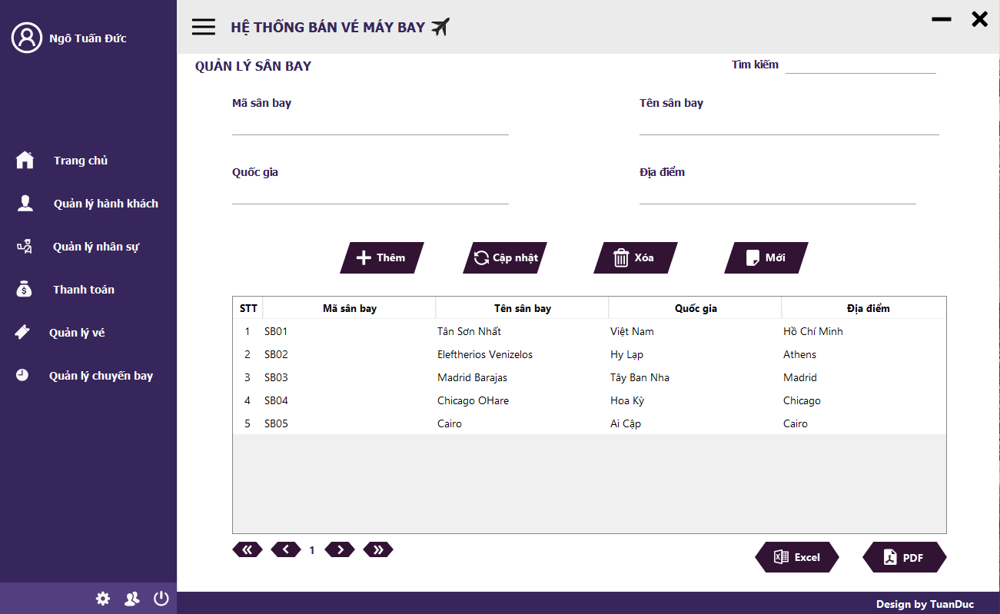 Ngô Tuấn Đức
HỆ THỐNG BÁN VÉ MÁY BAY
QUẢN LÝ SÂN BAY
Tìm kiếm
Mã sân bay
Tên sân bay
Quốc gia
Địa điểm
Trang chủ
Quản lý hành khách
Quản lý nhân sự
Thanh toán
Quản lý vé
Quản lý chuyến bay
Thêm
Cập nhật
Xóa
Mới
STT Mã sân bay Tên sân bay Quốc gia Địa điểm
1 SB01 Tân Sơn Nhất Việt Nam Hồ Chí Minh
2 SB02 Eleftherios Venizelos Hy Lạp Athens
3 SB03 Madrid Barajas Tây Ban Nha Madrid
4 SB04 Chicago OHare Hoa Kỳ Chicago
5 SB05 Cairo Ai Cập Cairo
1
Excel
PDF
Design by TuanDuc